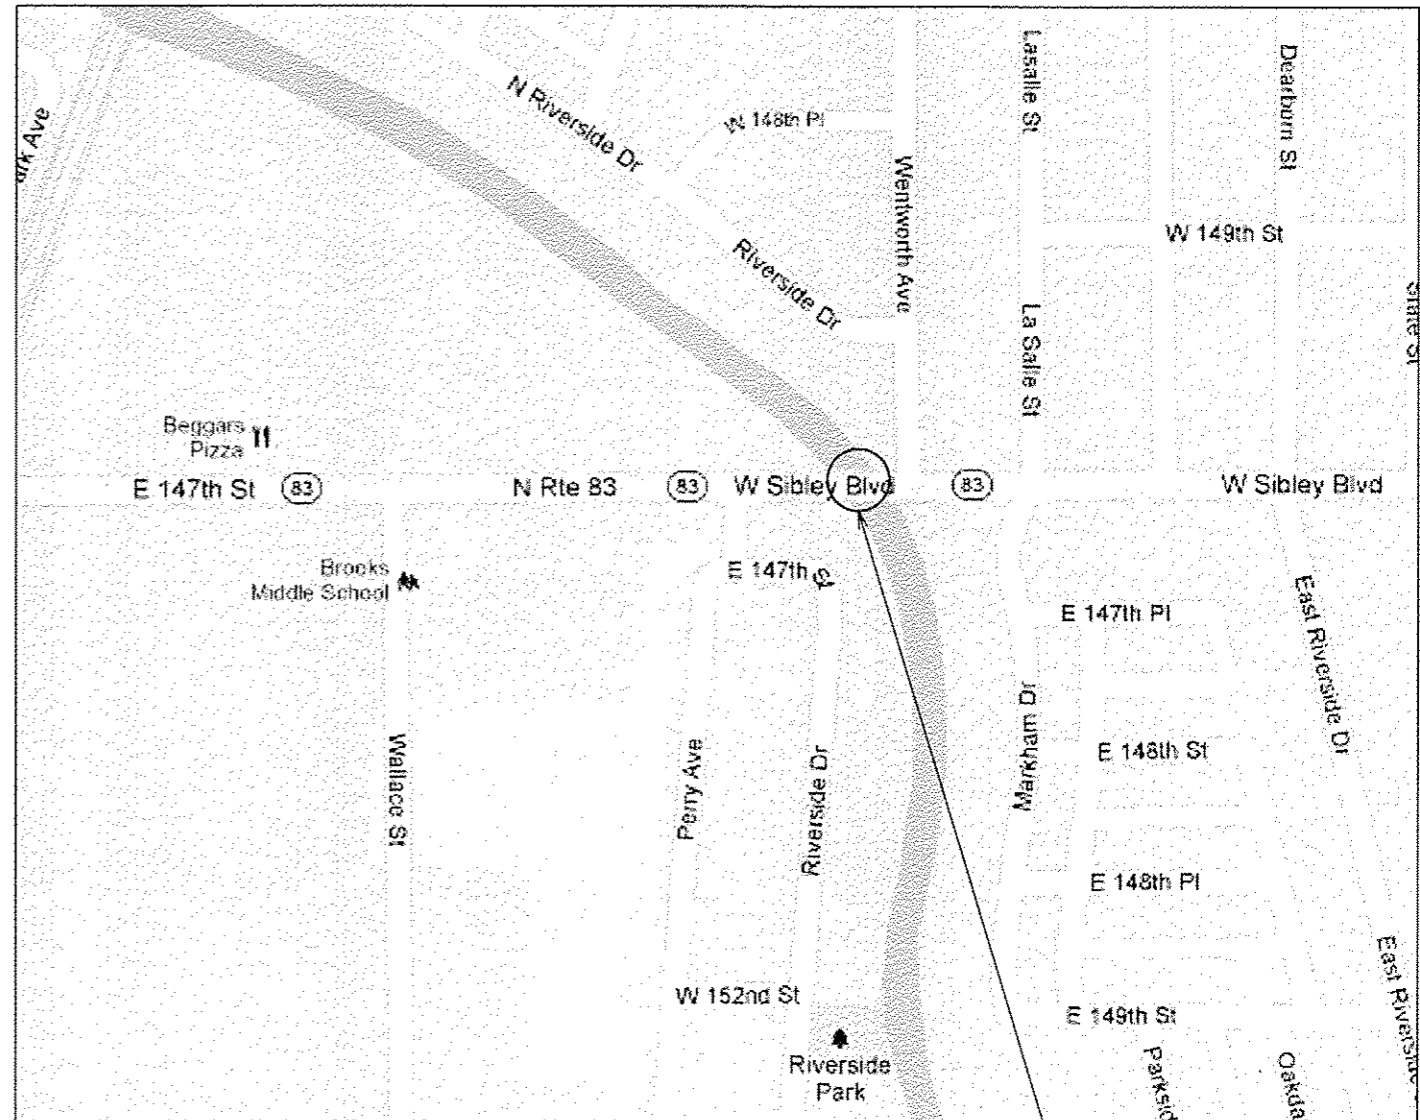 N Riverside Dr
W 148th Pl
Lasalle St
Dearborn St
Ave
Wentworth Ave
W 149th St
Riverside Dr
La Salle St
State St
Beggars
Pizza
E 147th St
83
N Rte 83
83
W Sibley Blvd
83
W Sibley Blvd
Brooks
Middle School
E 147th St
E 147th Pl
East Riverside Dr
Wallace St
Perry Ave
Riverside Dr
Markham Dr
E 148th St
E 148th Pl
W 152nd St
E 149th St
East Riverside
Riverside
Park